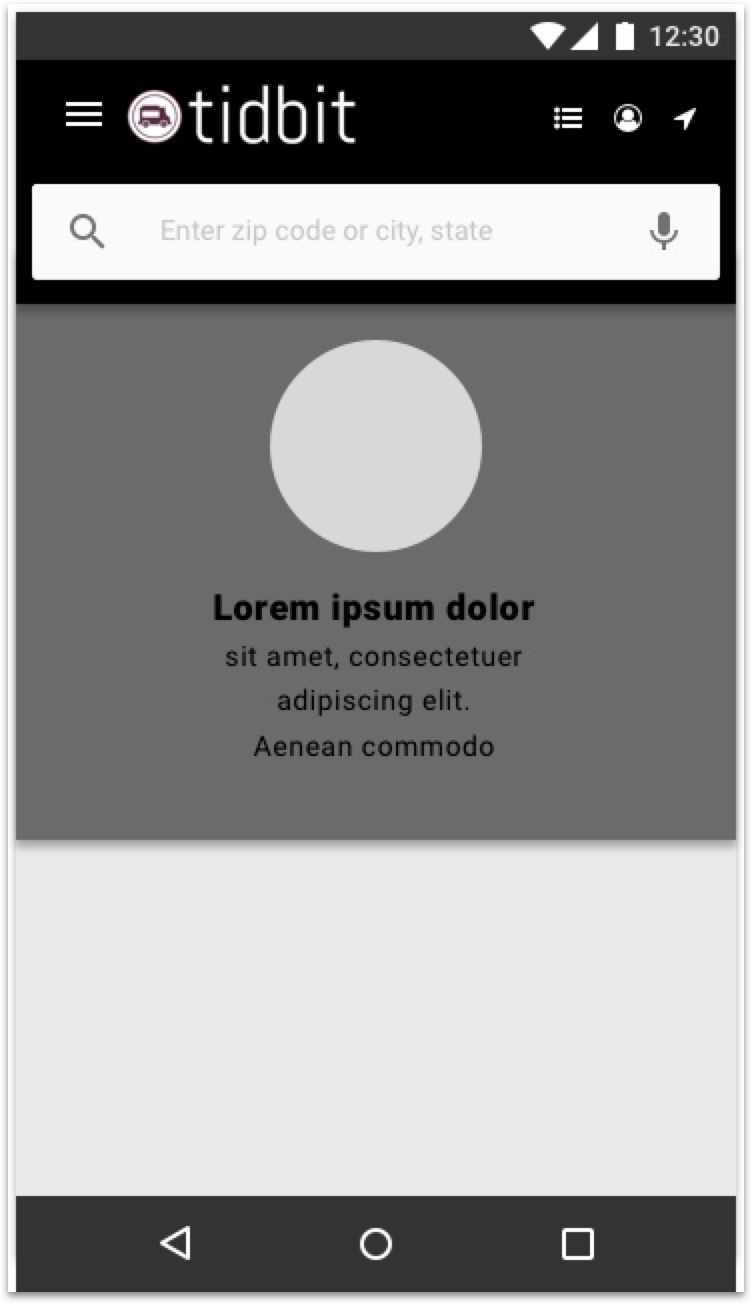 12:30
tidbit
Enter zip code or city, state
Lorem ipsum dolor
sit amet, consectetuer
adipiscing elit.
Aenean commodo